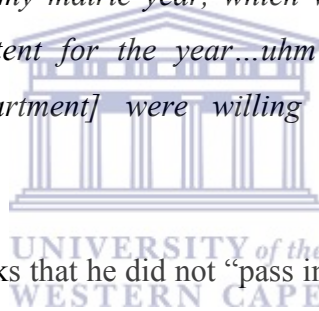 my matric year, which
tent for the year…uhm
artment] were willing
UNIVERSITY of the
ks that he did not “pass in
WESTERN CAPE